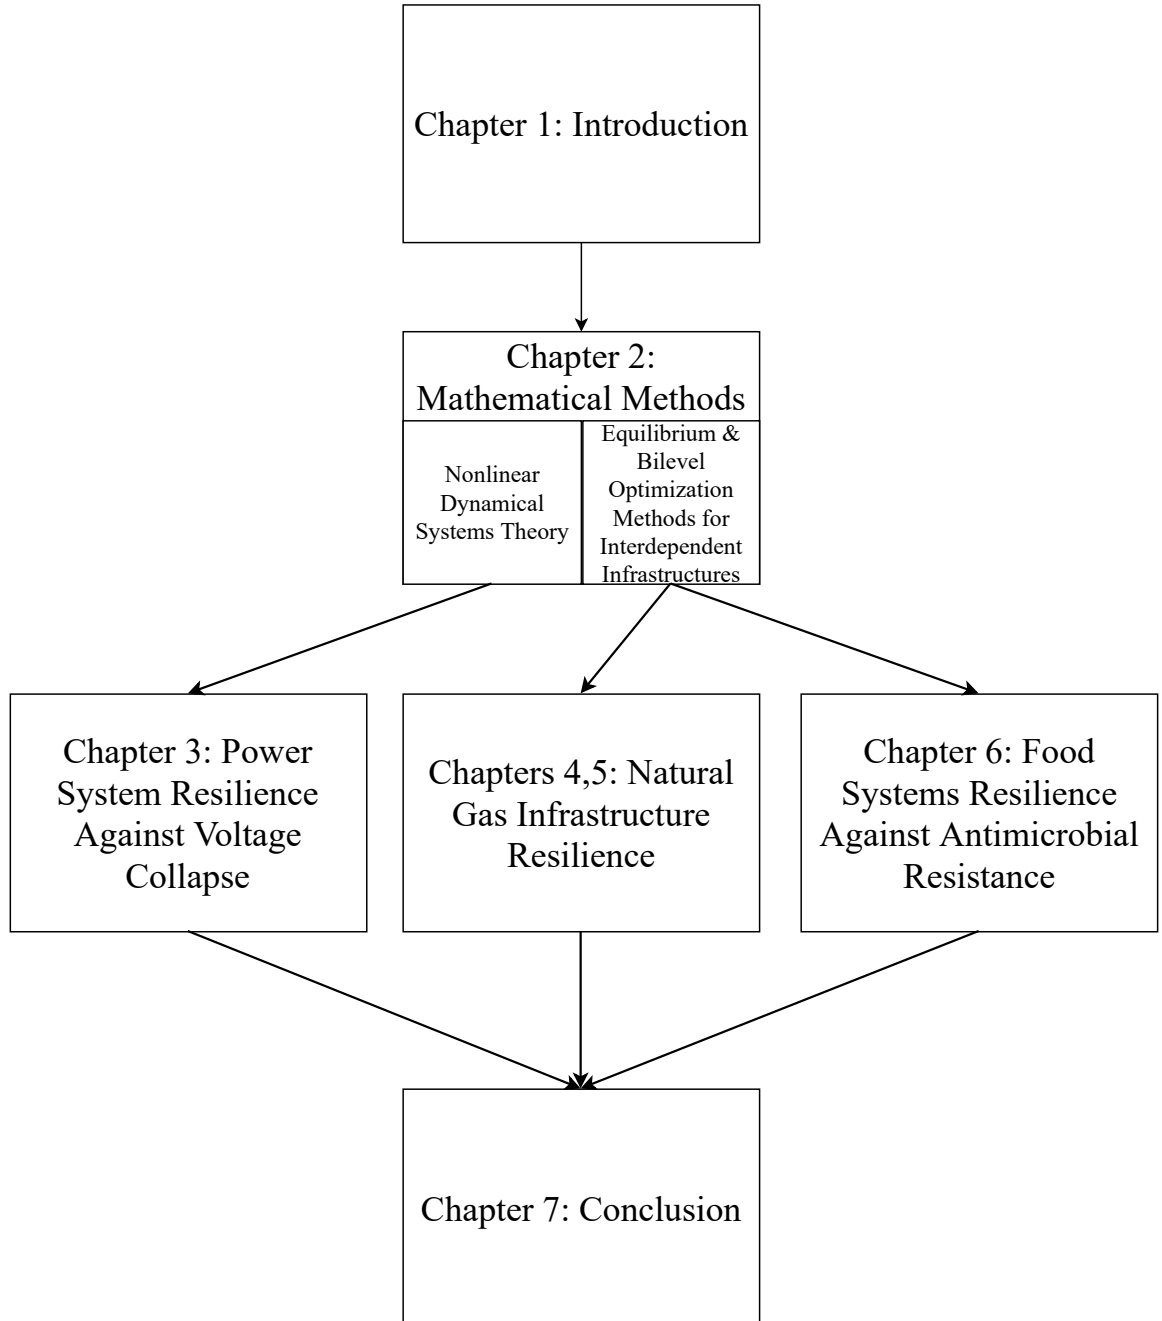 Chapter 1: Introduction
Chapter 2:
Mathematical Methods
Nonlinear
Dynamical
Systems Theory
Equilibrium &
Bilevel
Optimization
Methods for
Interdependent
Infrastructures
Chapter 3: Power
System Resilience
Against Voltage
Collapse
Chapters 4,5: Natural
Gas Infrastructure
Resilience
Chapter 6: Food
Systems Resilience
Against Antimicrobial
Resistance
Chapter 7: Conclusion